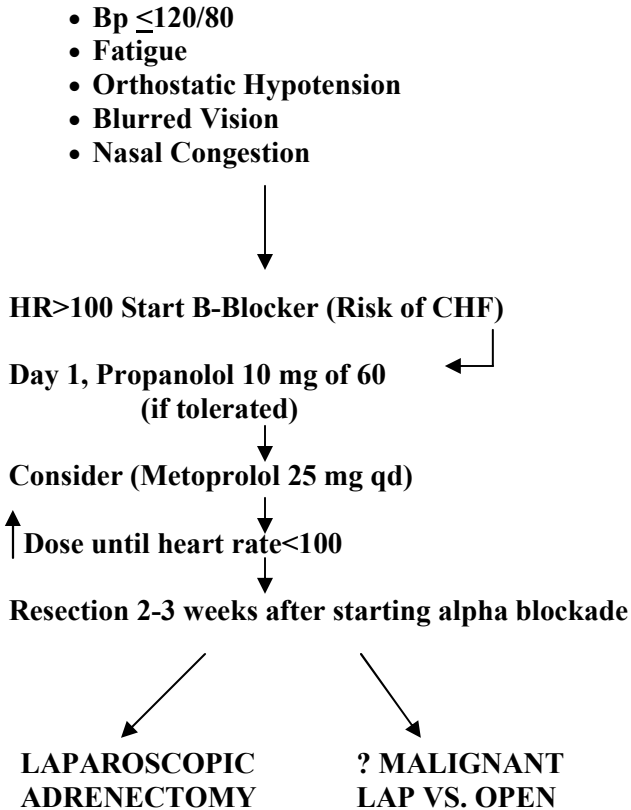 • Bp ≤120/80
• Fatigue
• Orthostatic Hypotension
• Blurred Vision
• Nasal Congestion
HR>100 Start B-Blocker (Risk of CHF)
Day 1, Propanolol 10 mg of 60
(if tolerated)
Consider (Metoprolol 25 mg qd)
Dose until heart rate<100
Resection 2-3 weeks after starting alpha blockade
LAPAROSCOPIC
ADRENECTOMY
? MALIGNANT
LAP VS. OPEN